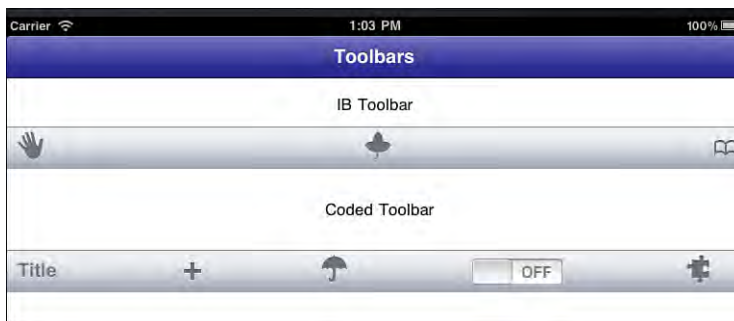 Carrier 1:03 PM 100%
Toolbars
IB Toolbar
Coded Toolbar
Title OFF